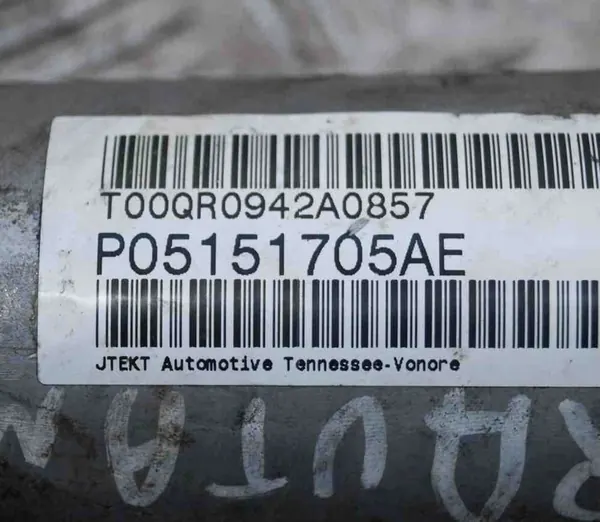 T00QR0942A0857
P05151705AE
JTEKT Automotive Tennessee-Vonore